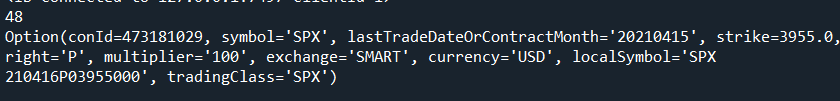 48
Option(conId=473181029, symbol='SPX', lastTradeDateOrContractMonth='20210415', strike=3955.0,
right='P', multiplier='100', exchange='SMART', currency='USD', localSymbol='SPX
210416P03955000', tradingClass='SPX')